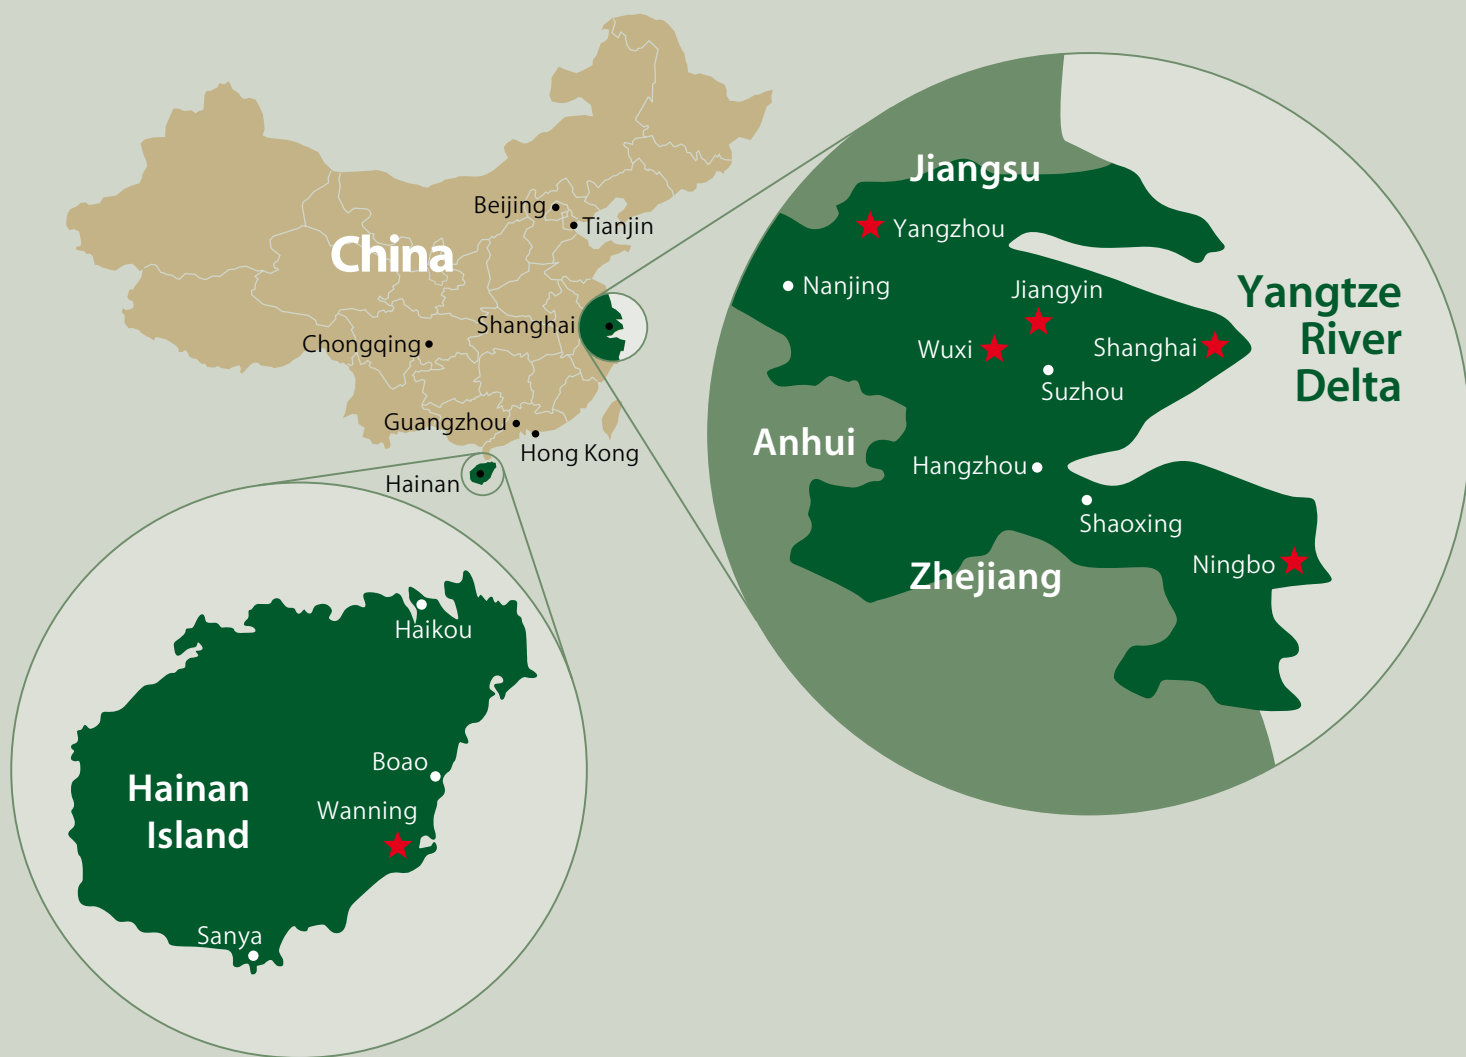 China
Beijing
Tianjin
Shanghai
Chongqing
Guangzhou
Hong Kong
Hainan
Jiangsu
Yangzhou
Nanjing
Jiangyin
Wuxi
Shanghai
Suzhou
Yangtze
River
Delta
Anhui
Hangzhou
Shaoxing
Ningbo
Zhejiang
Haikou
Boao
Wanning
Hainan
Island
Sanya